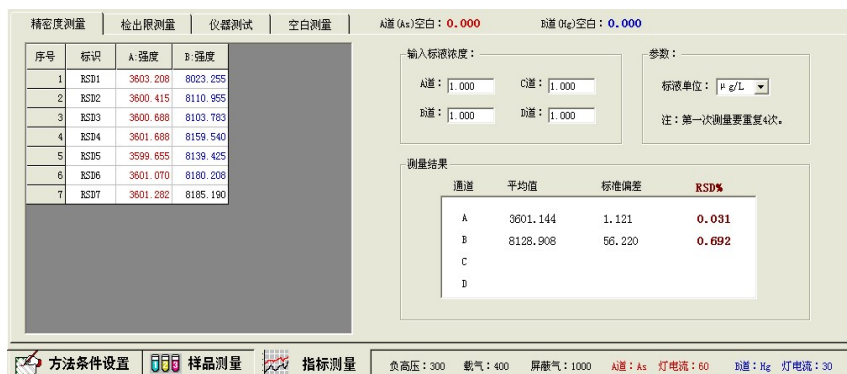 精密度测量 检出限测量 仪器测试 空白测量 A道(As)空白：0.000 B道(Hg)空白：0.000
序号 标识 A:强度 B:强度
1 RSD1 3603.208 8023.255
2 RSD2 3600.415 8110.955
3 RSD3 3600.688 8103.783
4 RSD4 3601.688 8159.540
5 RSD5 3599.655 8139.425
6 RSD6 3601.070 8180.208
7 RSD7 3601.282 8185.190
输入标液浓度：
A道：1.000 C道：1.000
B道：1.000 D道：1.000
参数：
标液单位：μg/L
注：第一次测量要重复4次。
测量结果
通道 平均值 标准偏差 RSD%
A 3601.144 1.121 0.031
B 8128.908 56.220 0.692
C
D
方法条件设置 样品测量 指标测量 负高压：300 载气：400 屏蔽气：1000 A道：As 灯电流：60 B道：Hg 灯电流：30